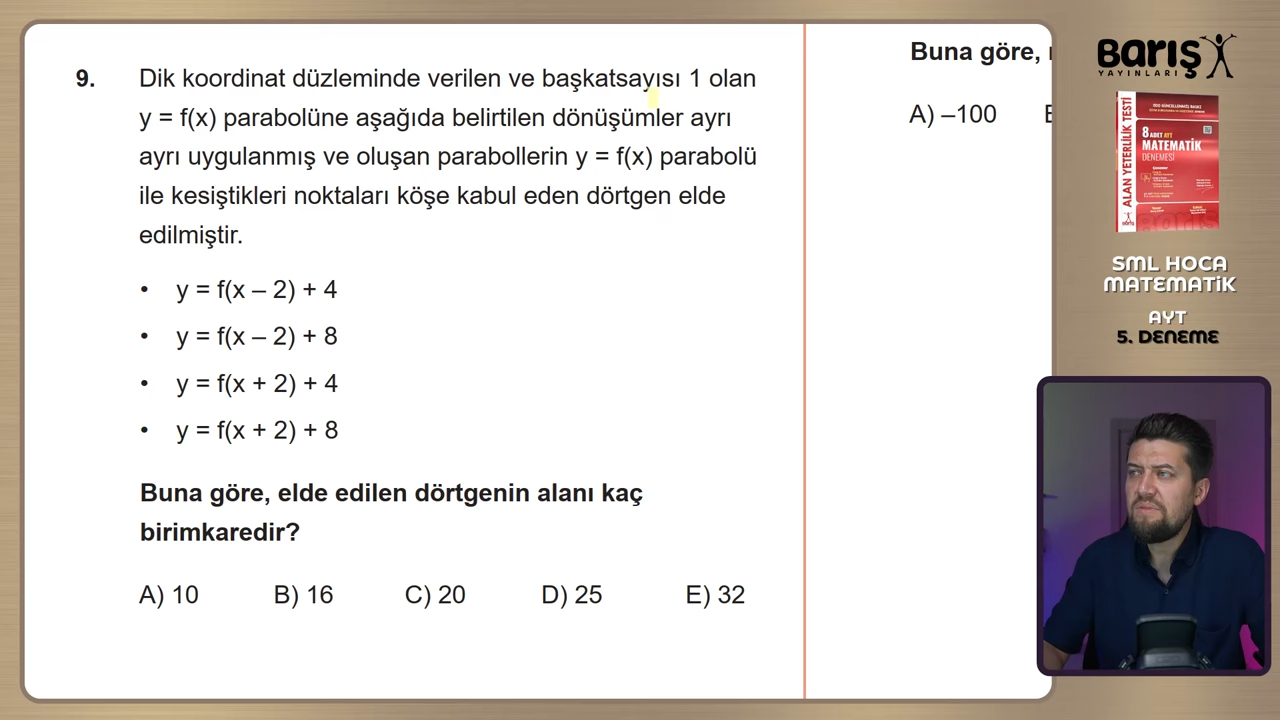 9. Dik koordinat düzleminde verilen ve başkatsayısı 1 olan
y = f(x) parabolüne aşağıda belirtilen dönüşümler ayrı
ayrı uygulanmış ve oluşan parabollerin y = f(x) parabolü
ile kesiştikleri noktaları köşe kabul eden dörtgen elde
edilmiştir.
• y = f(x – 2) + 4
• y = f(x – 2) + 8
• y = f(x + 2) + 4
• y = f(x + 2) + 8
Buna göre, elde edilen dörtgenin alanı kaç
birimkaredir?
A) 10 B) 16 C) 20 D) 25 E) 32
Buna göre,
A) –100
Barış
YAYINLARI
ALAN YETERLİLİK TESTİ
8 ADET AYT
MATEMATİK
DENEMESİ
SML HOCA
MATEMATİK
AYT
5. DENEME